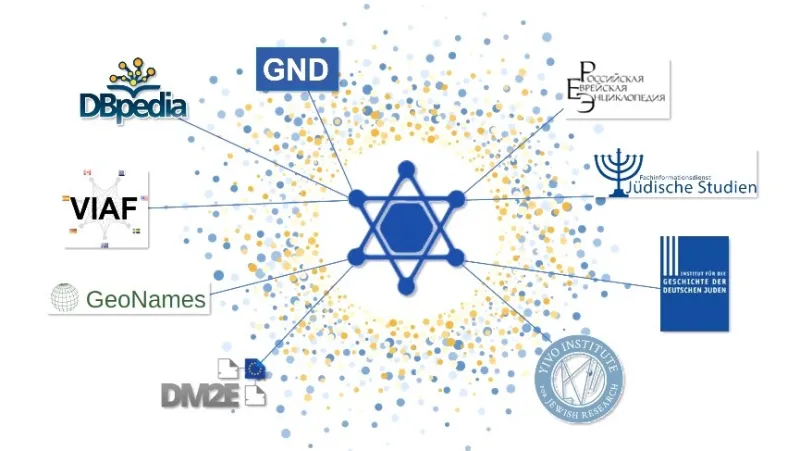 DBpedia
GND
РОССИЙСКАЯ
ЕВРЕЙСКАЯ
ЭНЦИКЛОПЕДИЯ
Fachinformationsdienst
Jüdische Studien
VIAF
GeoNames
INSTITUT FÜR DIE
GESCHICHTE DER
DEUTSCHEN JUDEN
DM2E
YIVO INSTITUTE
FOR JEWISH RESEARCH